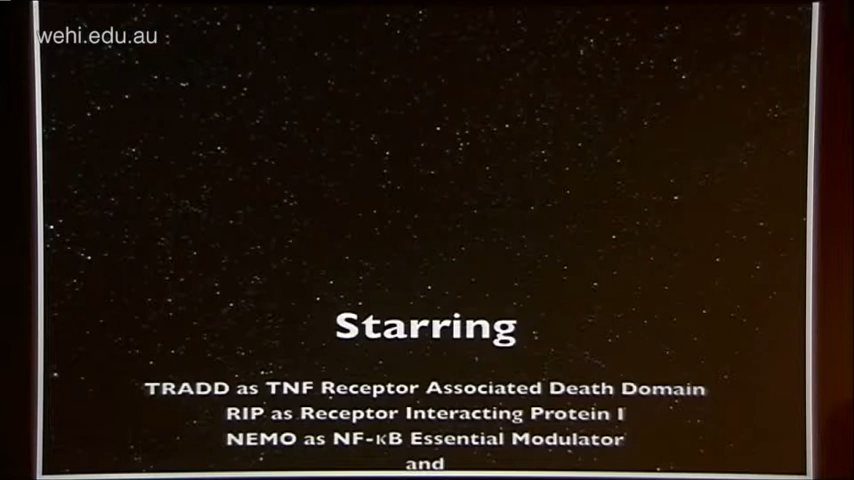 wehi.edu.au
Starring
TRADD as TNF Receptor Associated Death Domain
RIP as Receptor Interacting Protein I
NEMO as NF-κB Essential Modulator
and